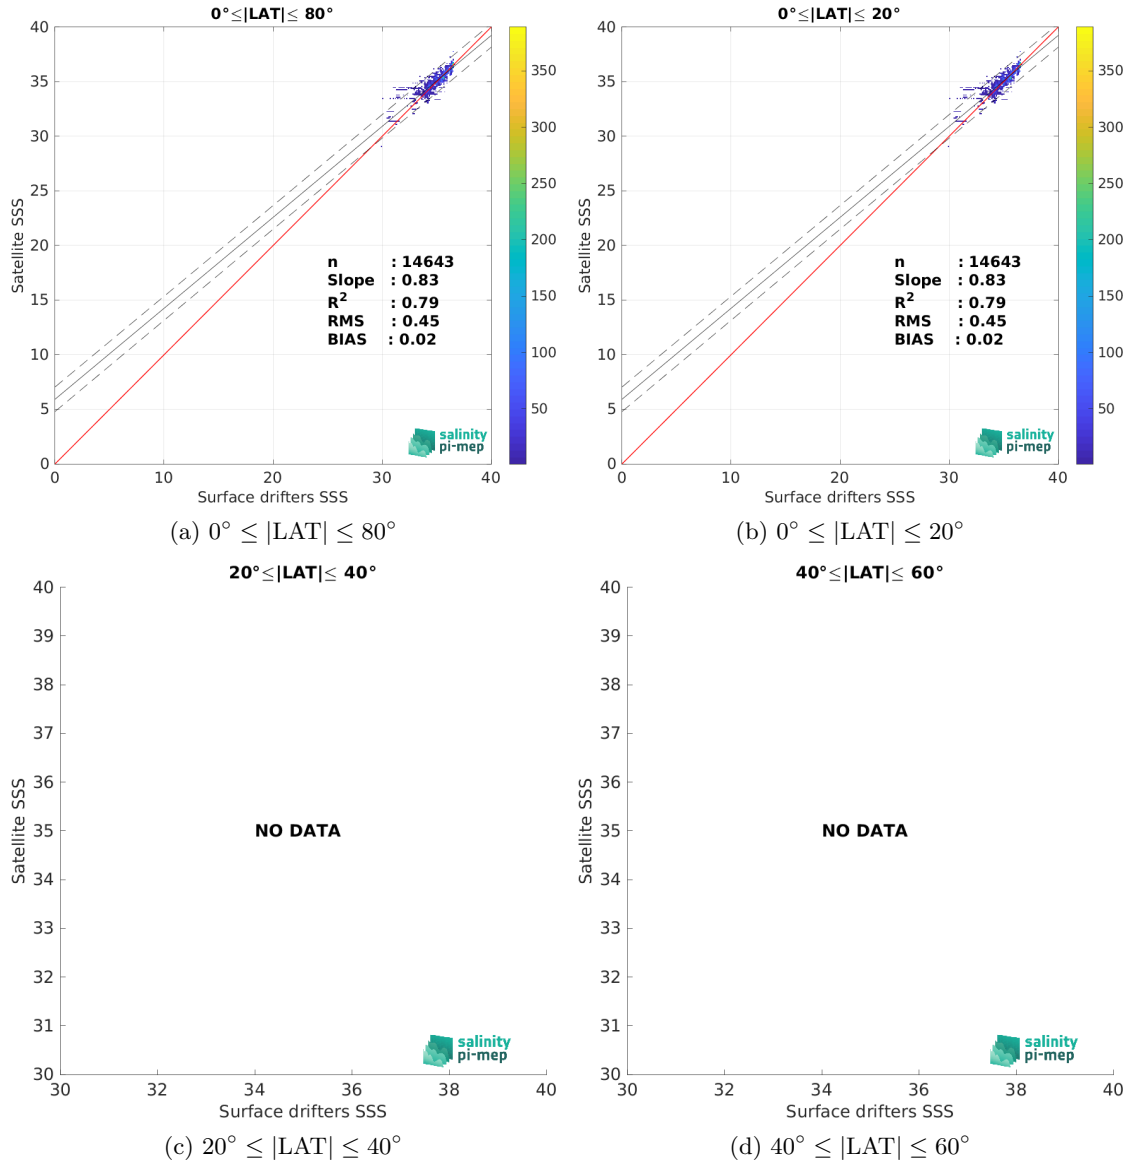 0°≤|LAT|≤ 80°
40
35
30
25
20
15
10
5
0
Satellite SSS
n : 14643
Slope : 0.83
R² : 0.79
RMS : 0.45
BIAS : 0.02
salinity
pi-mep
0 10 20 30 40
Surface drifters SSS
350
300
250
200
150
100
50
(a) 0° ≤ |LAT| ≤ 80°
0°≤|LAT|≤ 20°
40
35
30
25
20
15
10
5
0
Satellite SSS
n : 14643
Slope : 0.83
R² : 0.79
RMS : 0.45
BIAS : 0.02
salinity
pi-mep
0 10 20 30 40
Surface drifters SSS
350
300
250
200
150
100
50
(b) 0° ≤ |LAT| ≤ 20°
20°≤|LAT|≤ 40°
40
39
38
37
36
35
34
33
32
31
30
Satellite SSS
NO DATA
salinity
pi-mep
30 32 34 36 38 40
Surface drifters SSS
(c) 20° ≤ |LAT| ≤ 40°
40°≤|LAT|≤ 60°
40
39
38
37
36
35
34
33
32
31
30
Satellite SSS
NO DATA
salinity
pi-mep
30 32 34 36 38 40
Surface drifters SSS
(d) 40° ≤ |LAT| ≤ 60°